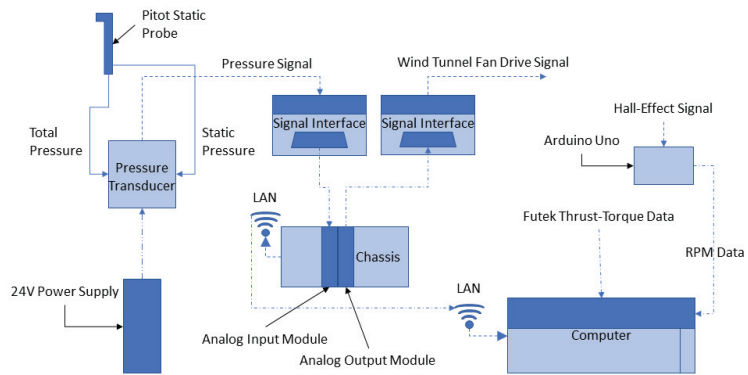 Pitot Static
Probe
Pressure Signal
Wind Tunnel Fan Drive Signal
Signal Interface
Signal Interface
Hall-Effect Signal
Arduino Uno
Total
Pressure
Static
Pressure
Pressure
Transducer
LAN
Chassis
Futek Thrust-Torque Data
RPM Data
24V Power Supply
LAN
Analog Input Module
Analog Output Module
Computer